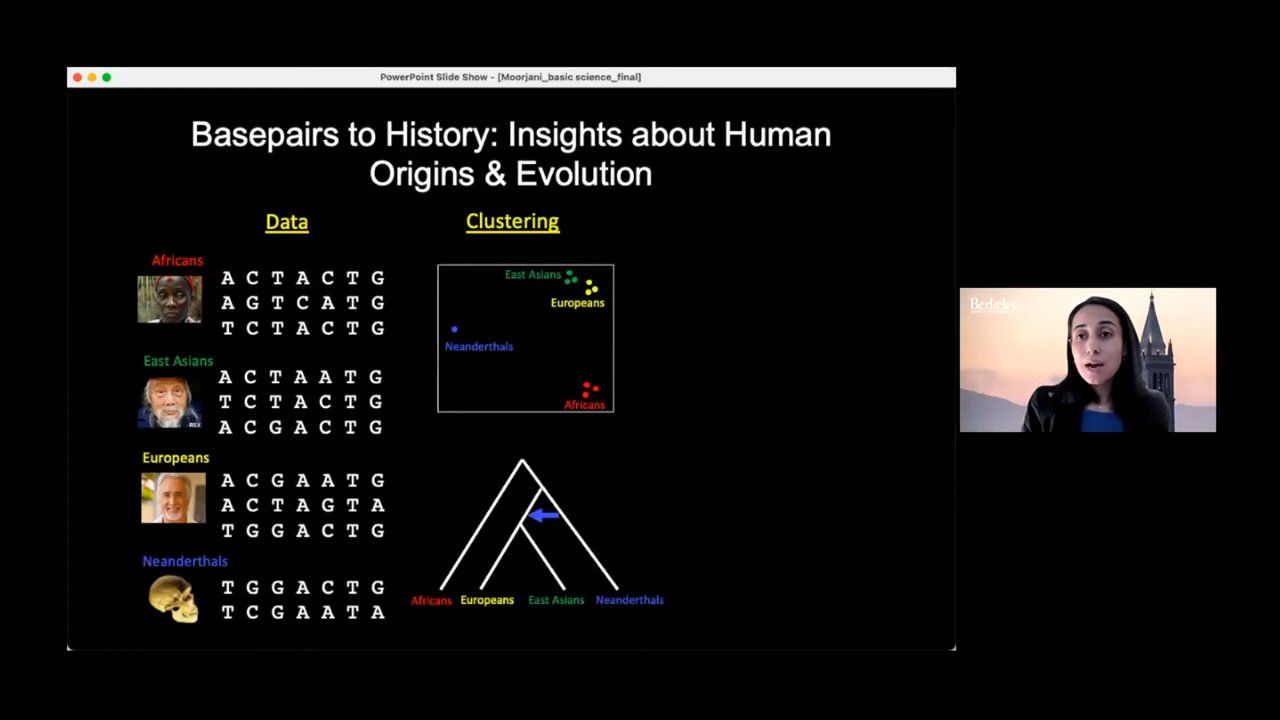 PowerPoint Slide Show - [Moorjani_basic science_final]
Basepairs to History: Insights about Human
Origins & Evolution
Data
Clustering
Africans
A C T A C T G
A G T C A T G
T C T A C T G
East Asians
A C T A A T G
T C T A C T G
A C G A C T G
REX
Europeans
A C G A A T G
A C T A G T A
T G G A C T G
Neanderthals
T G G A C T G
T C G A A T A
East Asians
Europeans
Neanderthals
Africans
Africans Europeans East Asians Neanderthals
Berkeley